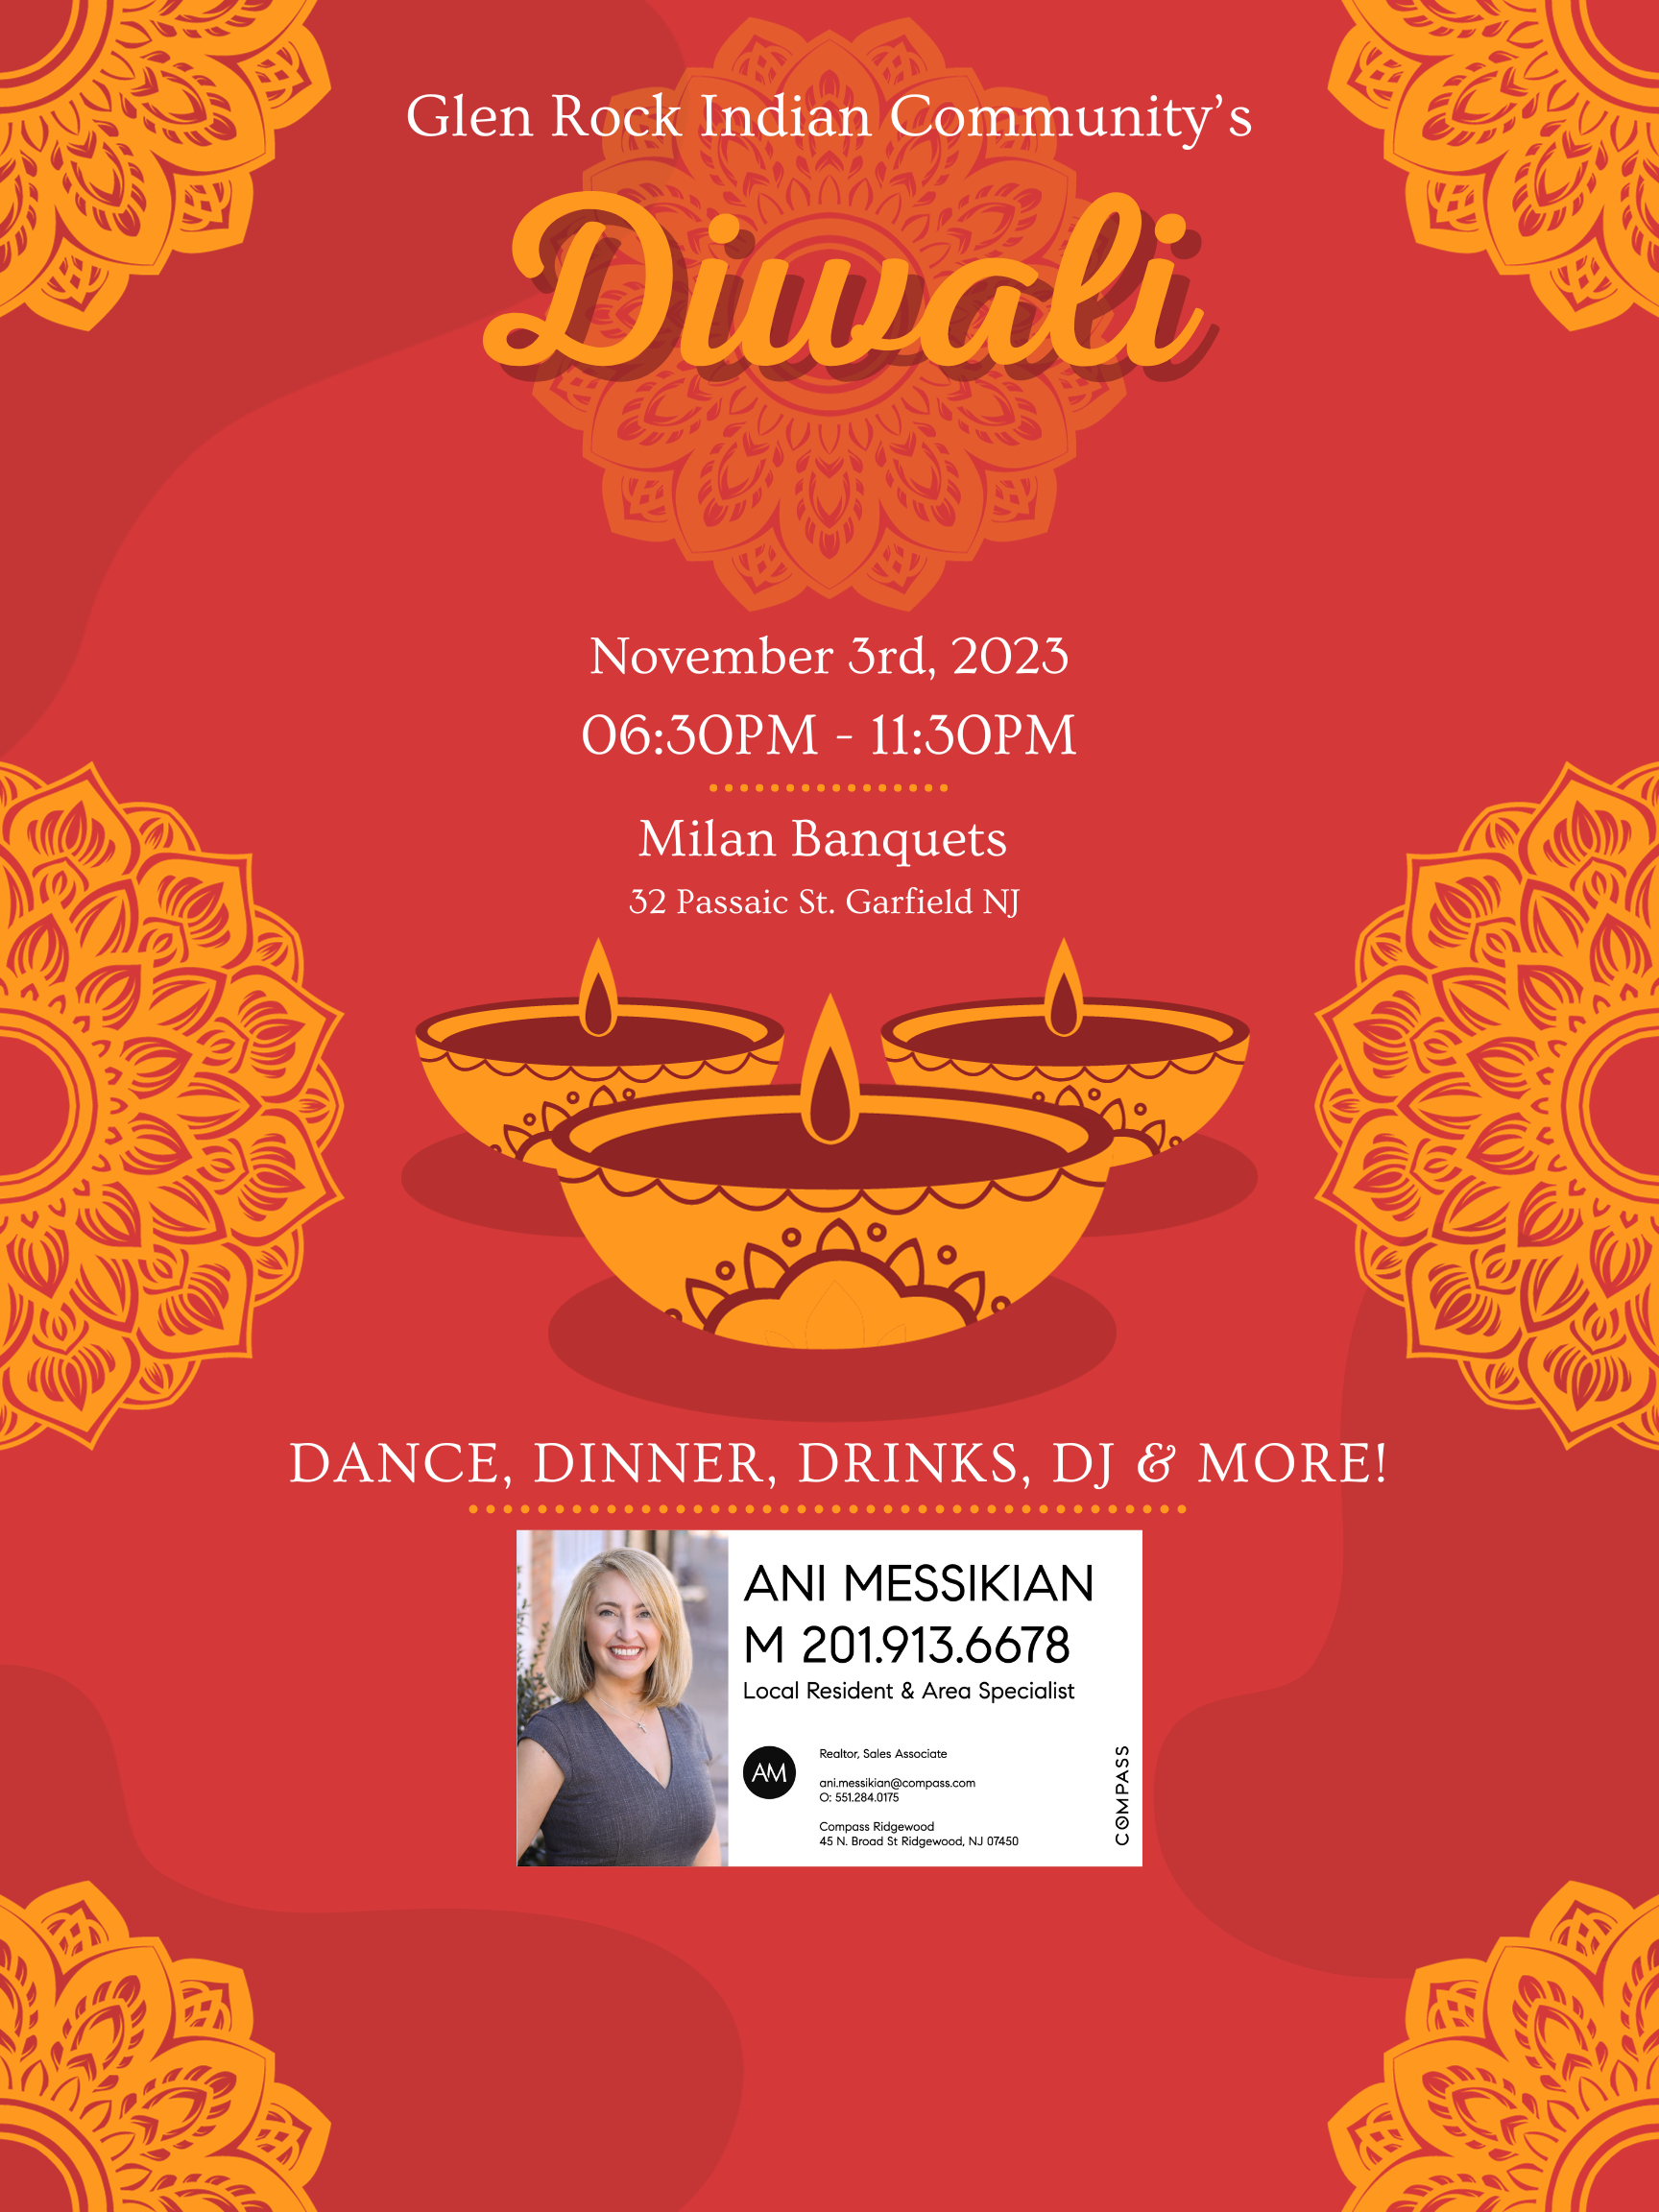 Glen Rock Indian Community’s
Diwali
November 3rd, 2023
06:30PM - 11:30PM
Milan Banquets
32 Passaic St. Garfield NJ
DANCE, DINNER, DRINKS, DJ & MORE!
ANI MESSIKIAN
M 201.913.6678
Local Resident & Area Specialist
AM
Realtor, Sales Associate
ani.messikian@compass.com
O: 551.284.0175
Compass Ridgewood
45 N. Broad St Ridgewood, NJ 07450
COMPASS